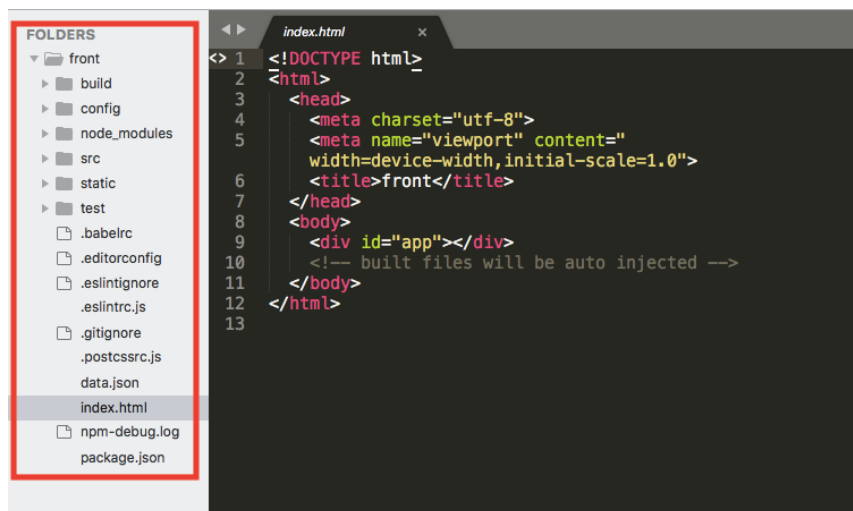 FOLDERS
front
build
config
node_modules
src
static
test
.babelrc
.editorconfig
.eslintignore
.eslintrc.js
.gitignore
.postcssrc.js
data.json
index.html
npm-debug.log
package.json
index.html ×
<> 1 <!DOCTYPE html>
2 <html>
3   <head>
4     <meta charset="utf-8">
5     <meta name="viewport" content="
      width=device-width,initial-scale=1.0">
6     <title>front</title>
7   </head>
8   <body>
9     <div id="app"></div>
10     <!-- built files will be auto injected -->
11   </body>
12 </html>
13